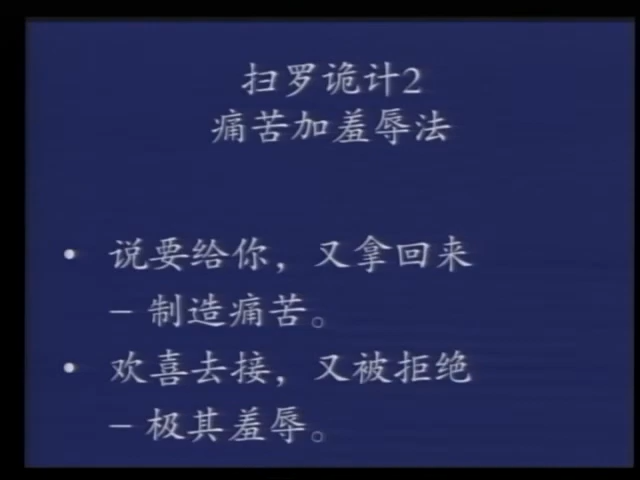 扫罗诡计2
痛苦加羞辱法
• 说要给你，又拿回来
– 制造痛苦。
• 欢喜去接，又被拒绝
– 极其羞辱。